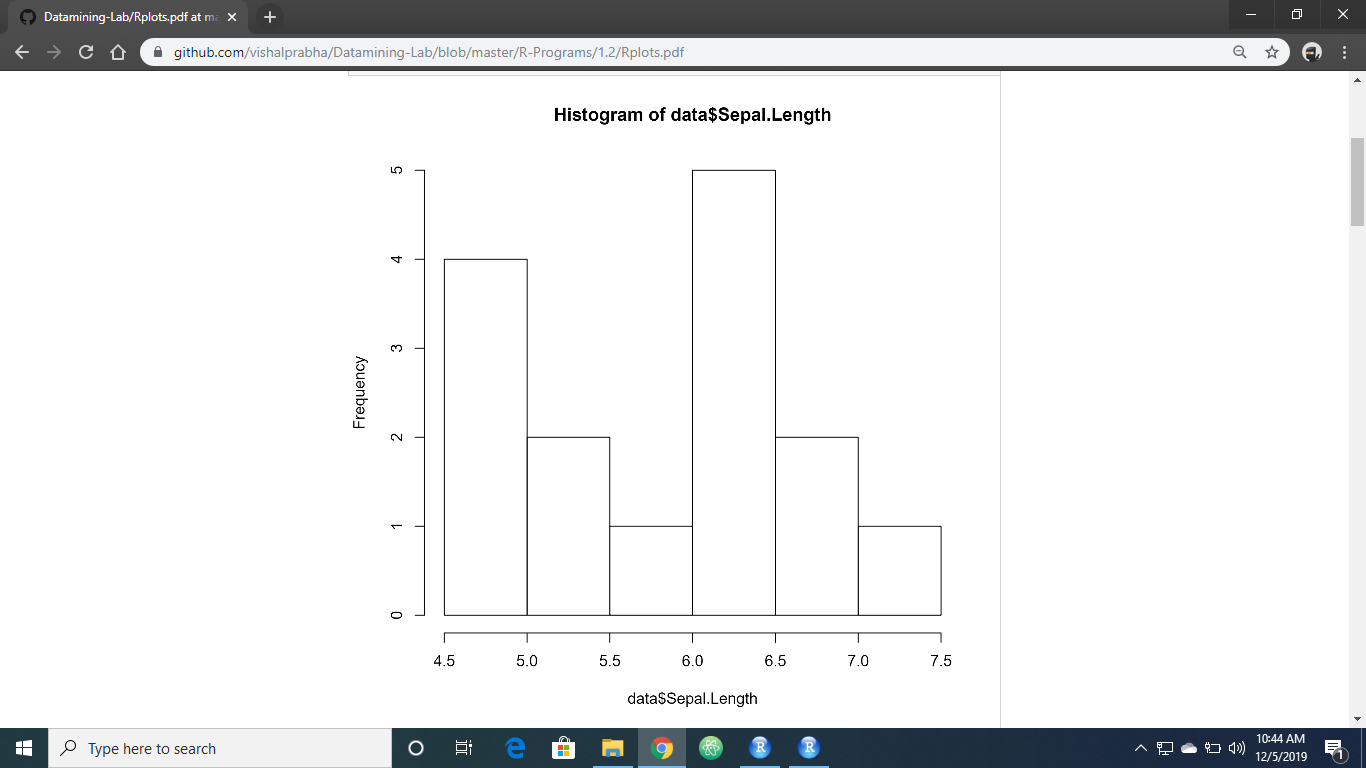 Datamining-Lab/Rplots.pdf at ma
github.com/vishalprabha/Datamining-Lab/blob/master/R-Programs/1.2/Rplots.pdf
Histogram of data$Sepal.Length
5
4
3
2
1
0
Frequency
4.5 5.0 5.5 6.0 6.5 7.0 7.5
data$Sepal.Length
Type here to search
R
R
10:44 AM
12/5/2019
1